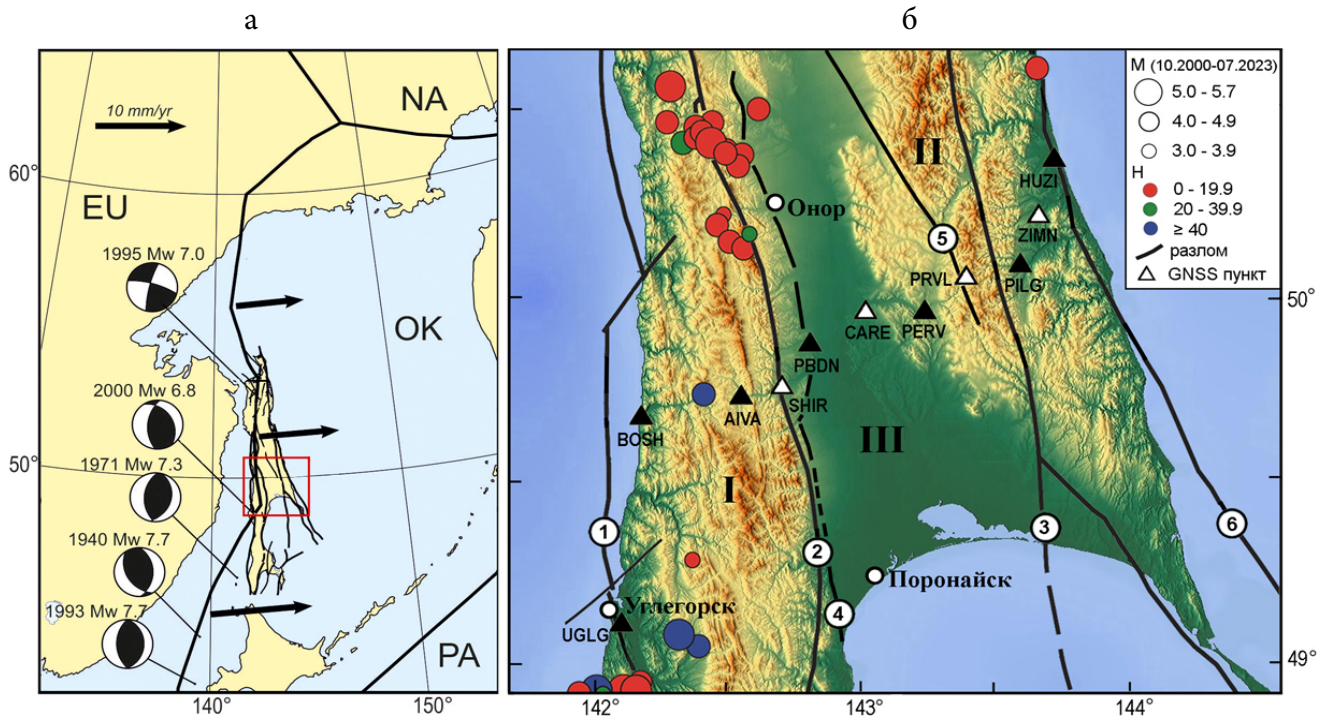 а
б
10 mm/yr
NA
EU
OK
PA
1995 Mw 7.0
2000 Mw 6.8
1971 Mw 7.3
1940 Mw 7.7
1993 Mw 7.7
60°
50°
140°
150°
M (10.2000-07.2023)
5.0 - 5.7
4.0 - 4.9
3.0 - 3.9
H
0 - 19.9
20 - 39.9
≥ 40
разлом
GNSS пункт
II
HUZI
Онор
ZIMN
5
PRVL
PILG
50°
CARE
PERV
PBDN
SHIR
AIVA
BOSH
III
I
1
2
3
6
Поронайск
4
Углегорск
UGLG
49°
142°
143°
144°